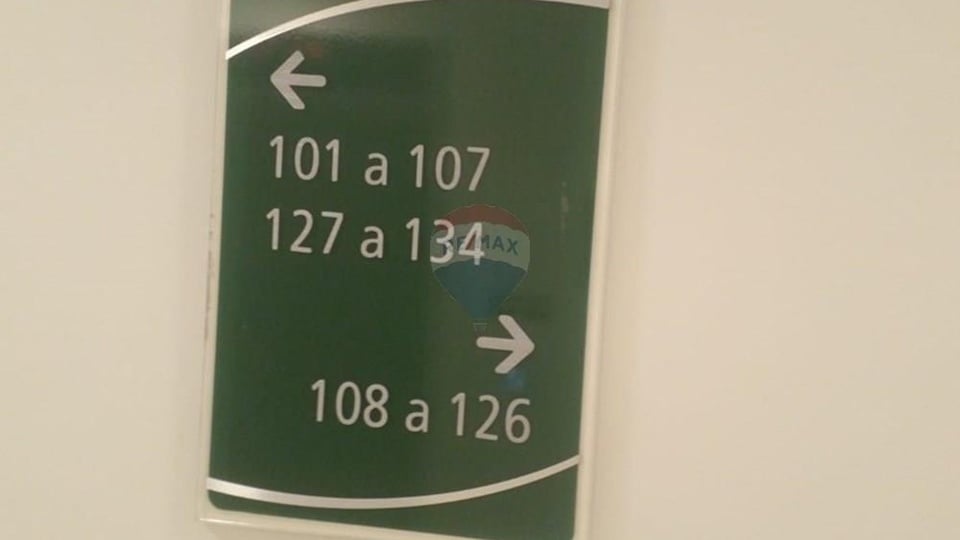 ←
101 a 107
127 a 134
RE/MAX
→
108 a 126